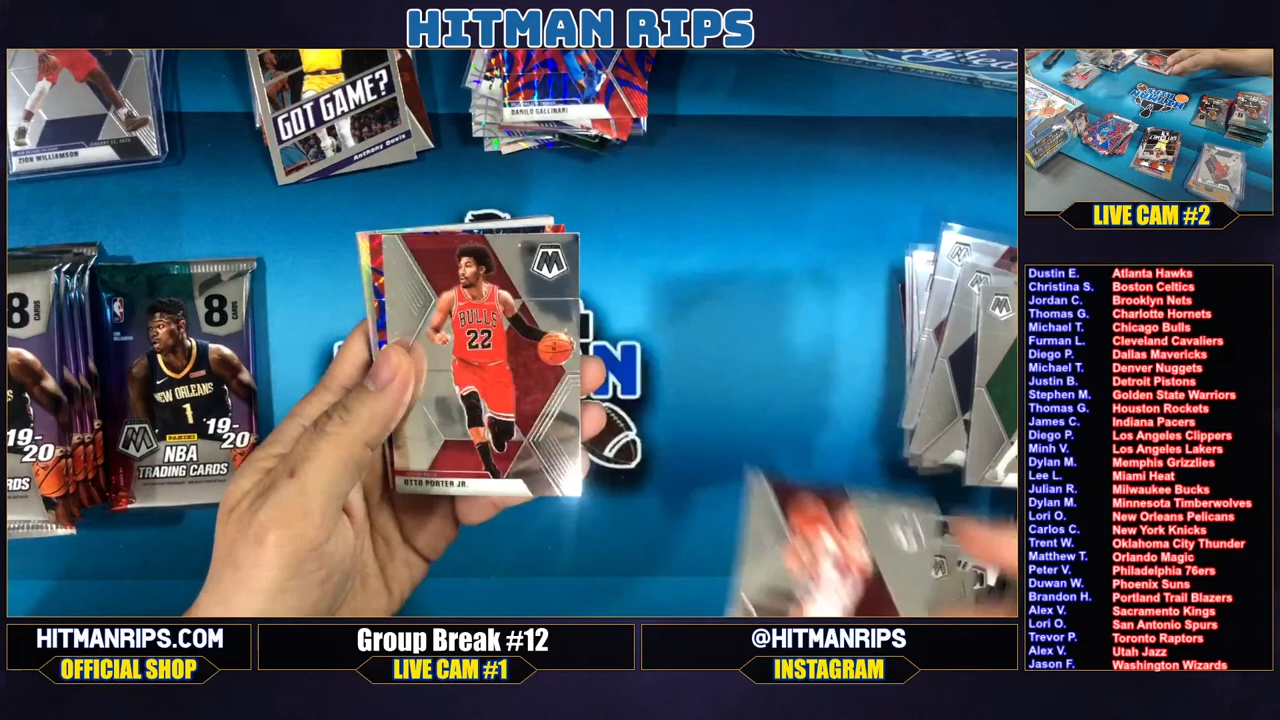 HITMAN RIPS
ZION WILLIAMSON
GOT GAME?
Anthony Davis
DANILO GALLINARI
LIVE CAM #2
8
8
CARDS
NBA
NEW ORLEANS
1
19-
20
RDS
PANINI
'19-
20
NBA
TRADING CARDS
BULLS
22
OTTO PORTER JR.
Dustin E. Atlanta Hawks
Christina S. Boston Celtics
Jordan C. Brooklyn Nets
Thomas G. Charlotte Hornets
Michael T. Chicago Bulls
Furman L. Cleveland Cavaliers
Diego P. Dallas Mavericks
Michael T. Denver Nuggets
Justin B. Detroit Pistons
Stephen M. Golden State Warriors
Thomas G. Houston Rockets
James C. Indiana Pacers
Diego P. Los Angeles Clippers
Minh V. Los Angeles Lakers
Dylan M. Memphis Grizzlies
Lee L. Miami Heat
Julian R. Milwaukee Bucks
Dylan M. Minnesota Timberwolves
Lori O. New Orleans Pelicans
Carlos C. New York Knicks
Trent W. Oklahoma City Thunder
Matthew T. Orlando Magic
Peter V. Philadelphia 76ers
Duwan W. Phoenix Suns
Brandon H. Portland Trail Blazers
Alex V. Sacramento Kings
Lori O. San Antonio Spurs
Trevor P. Toronto Raptors
Alex V. Utah Jazz
Jason F. Washington Wizards
HITMANRIPS.COM
OFFICIAL SHOP
Group Break #12
LIVE CAM #1
@HITMANRIPS
INSTAGRAM